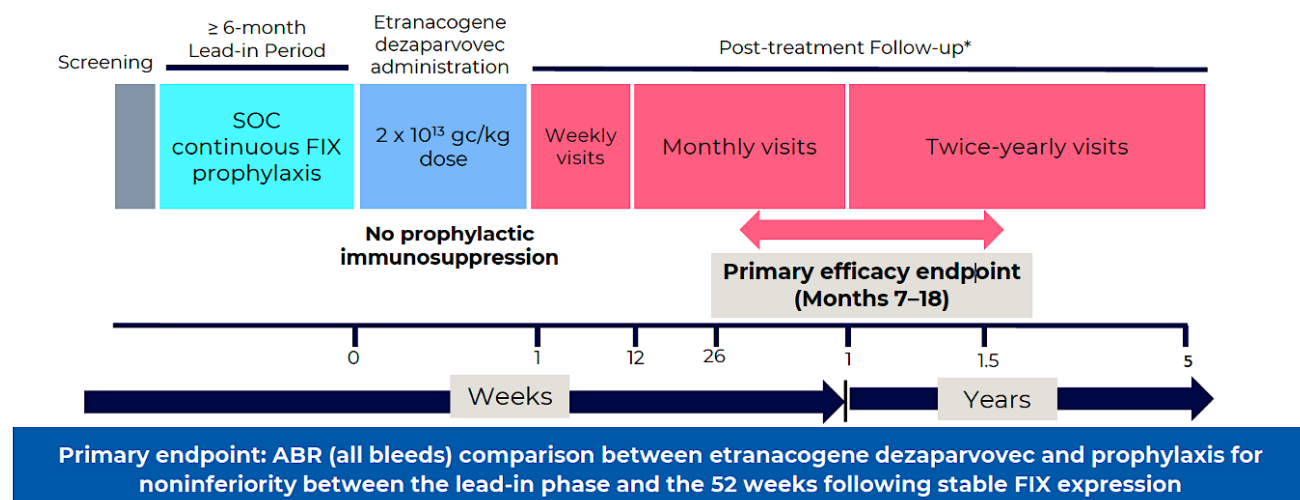 Screening
≥ 6-month
Lead-in Period
Etranacogene
dezaparvovec
administration
Post-treatment Follow-up*
SOC
continuous FIX
prophylaxis
2 x 10¹³ gc/kg
dose
Weekly
visits
Monthly visits
Twice-yearly visits
No prophylactic
immunosuppression
Primary efficacy endpoint
(Months 7–18)
0
1
12
26
1
1.5
5
Weeks
Years
Primary endpoint: ABR (all bleeds) comparison between etranacogene dezaparvovec and prophylaxis for
noninferiority between the lead-in phase and the 52 weeks following stable FIX expression